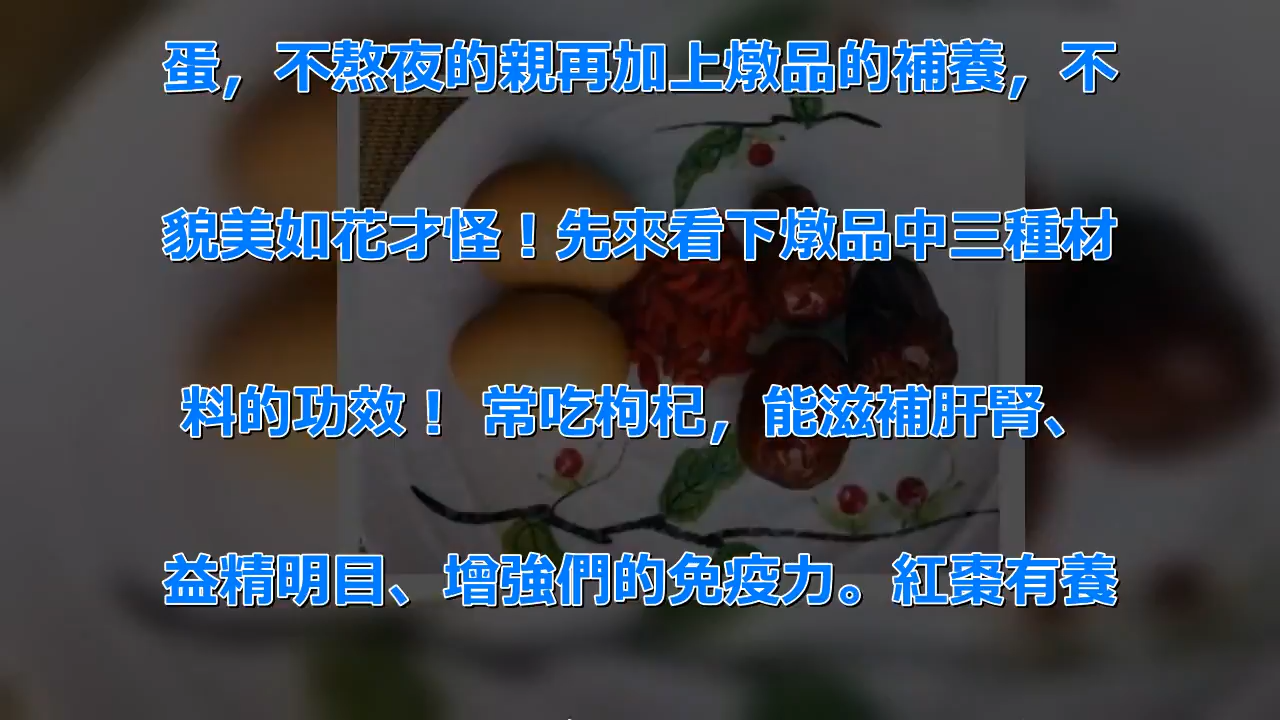 蛋，不熬夜的親再加上燉品的補養，不
貌美如花才怪！先來看下燉品中三種材
料的功效！ 常吃枸杞，能滋補肝腎、
益精明目、增強們的免疫力。紅棗有養